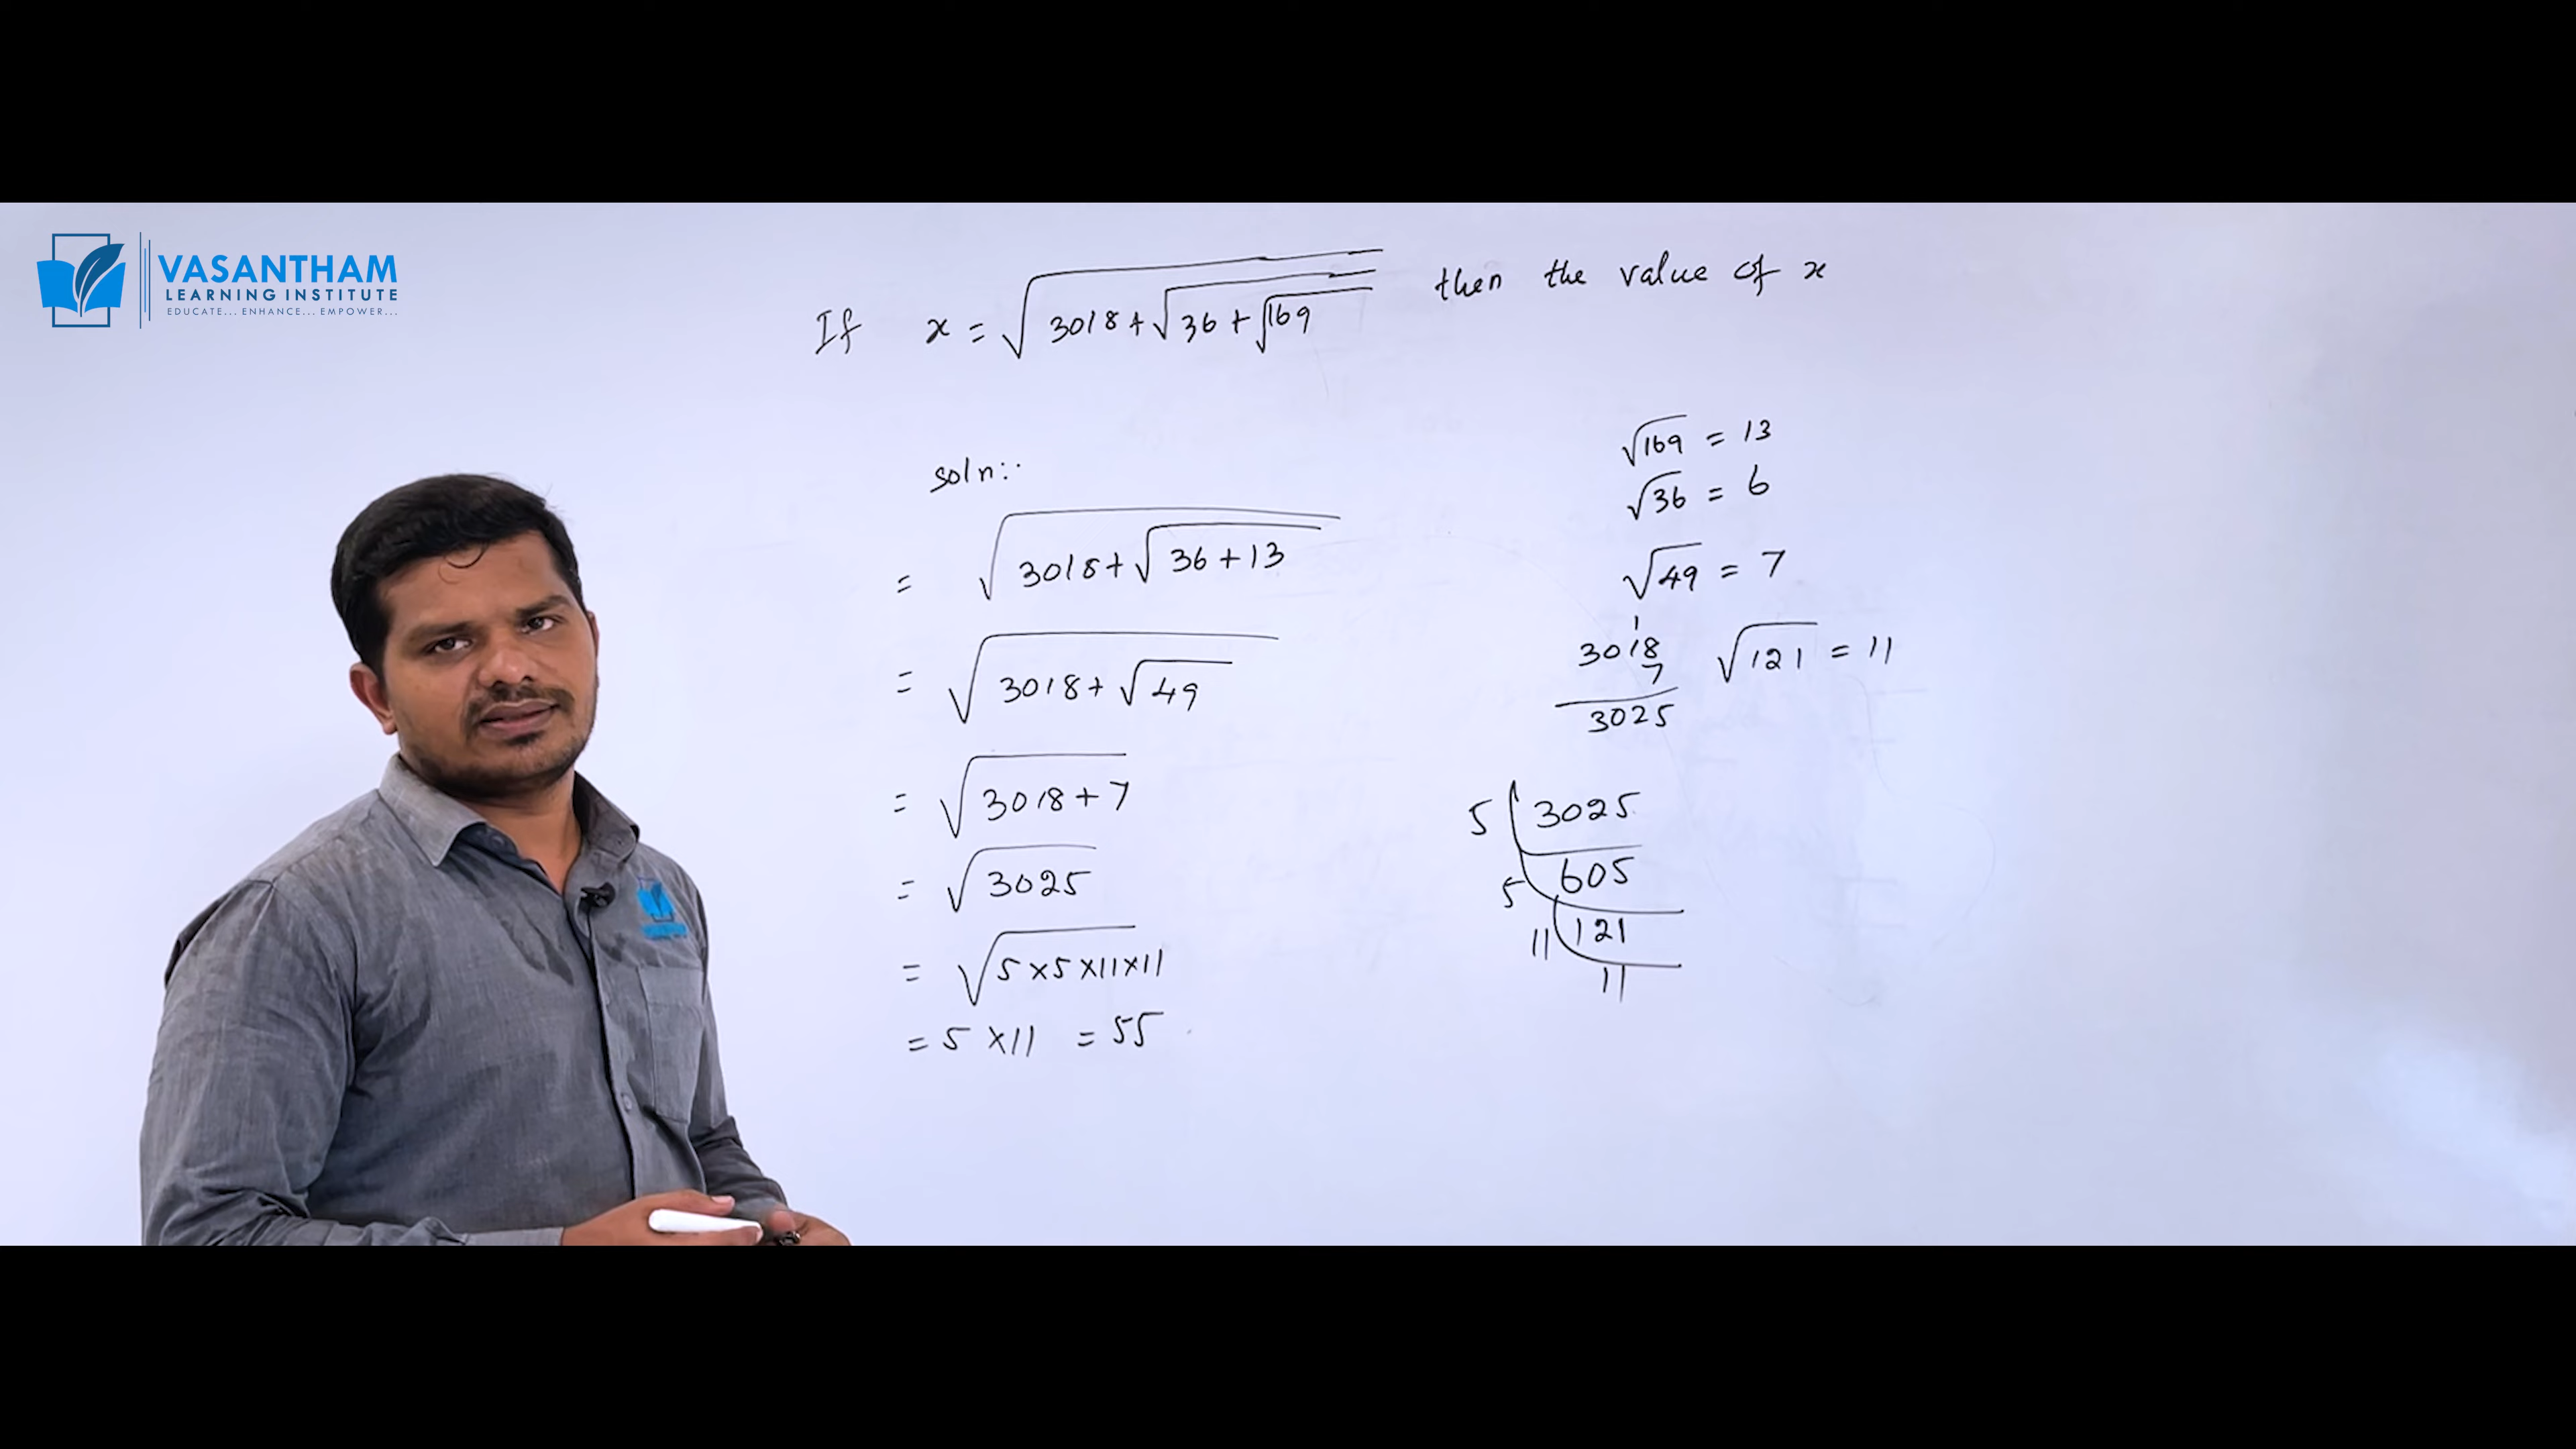 VASANTHAM
LEARNING INSTITUTE
EDUCATE... ENHANCE... EMPOWER...
If x = √(3018 + √(36 + √169)) then the value of x
soln:·
= √(3018 + √(36 + 13))
= √(3018 + √49)
= √(3018 + 7)
= √3025
= √(5 × 5 × 11 × 11)
= 5 × 11 = 55
√169 = 13
√36 = 6
√49 = 7
1
3018
7
3025
√121 = 11
5 3025
5 605
11 121
11